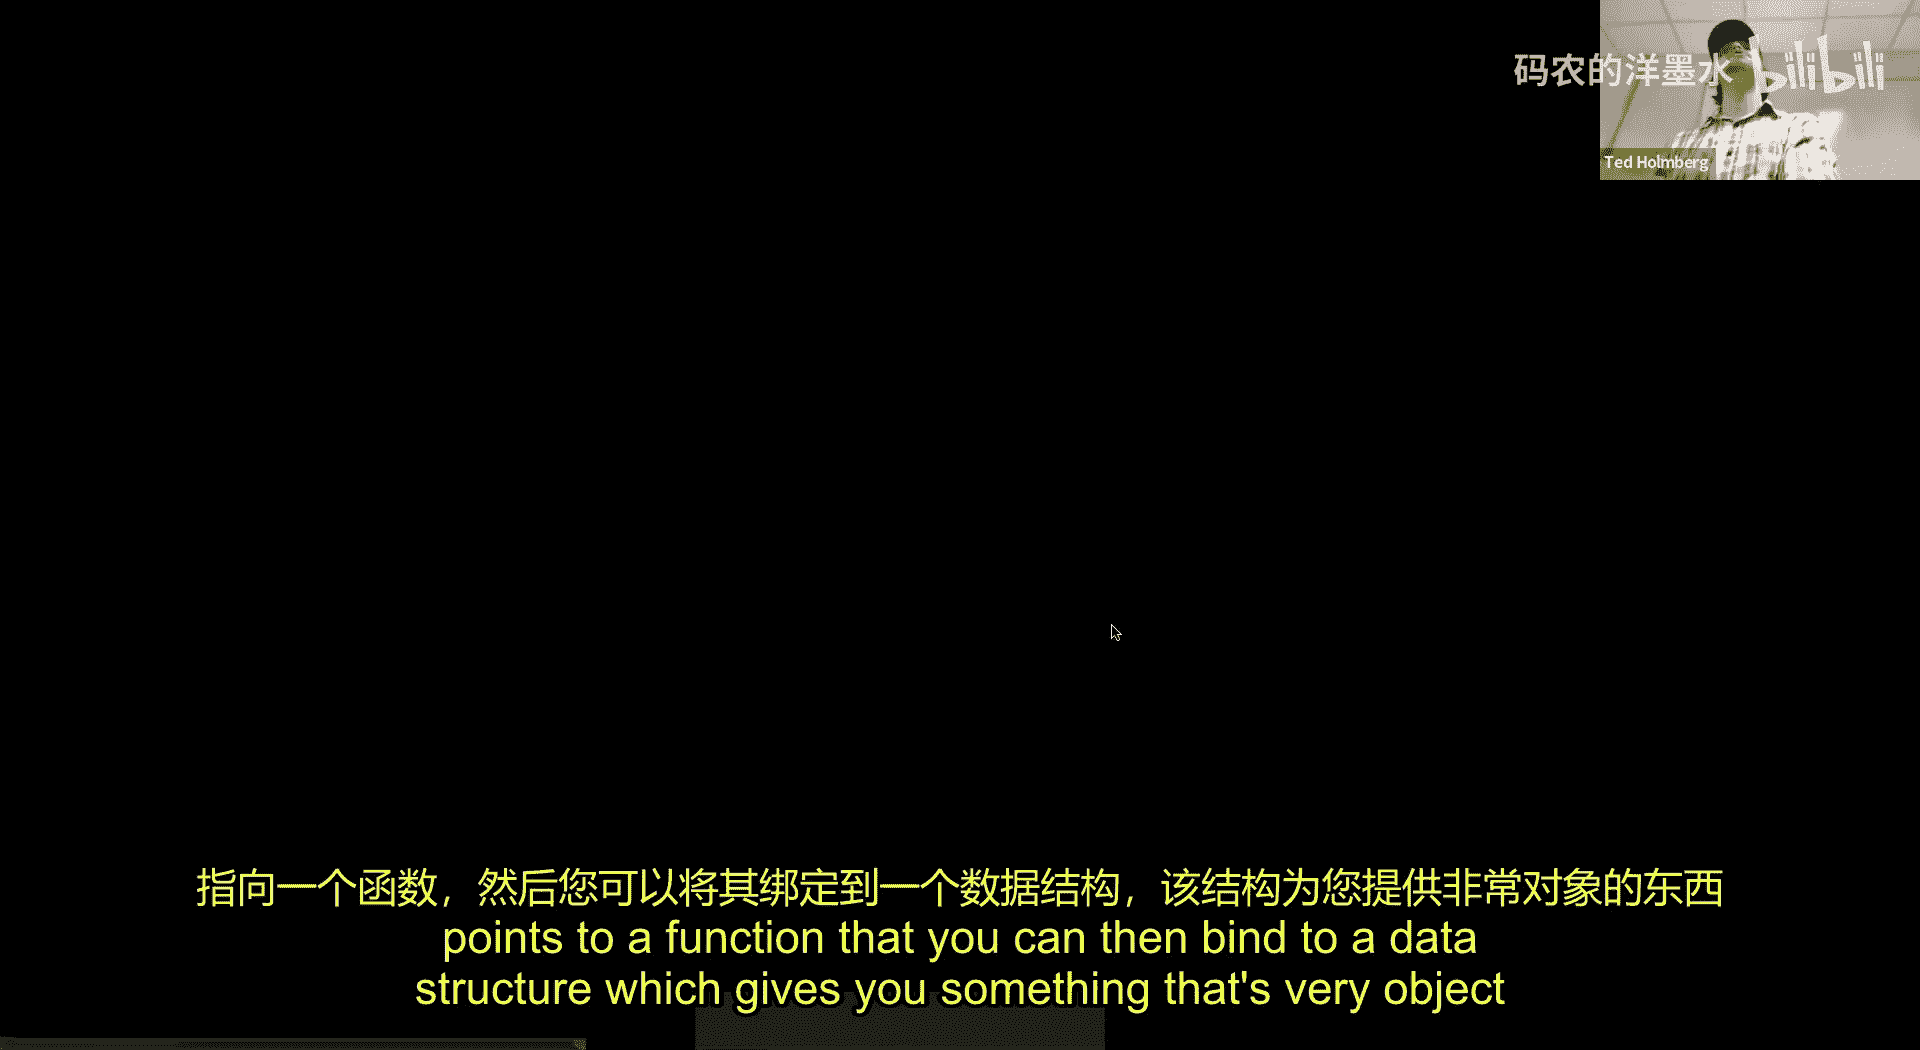 码农的洋墨水 bilibili
Ted Holmberg
指向一个函数，然后您可以将其绑定到一个数据结构，该结构为您提供非常对象的东西
points to a function that you can then bind to a data
structure which gives you something that's very object